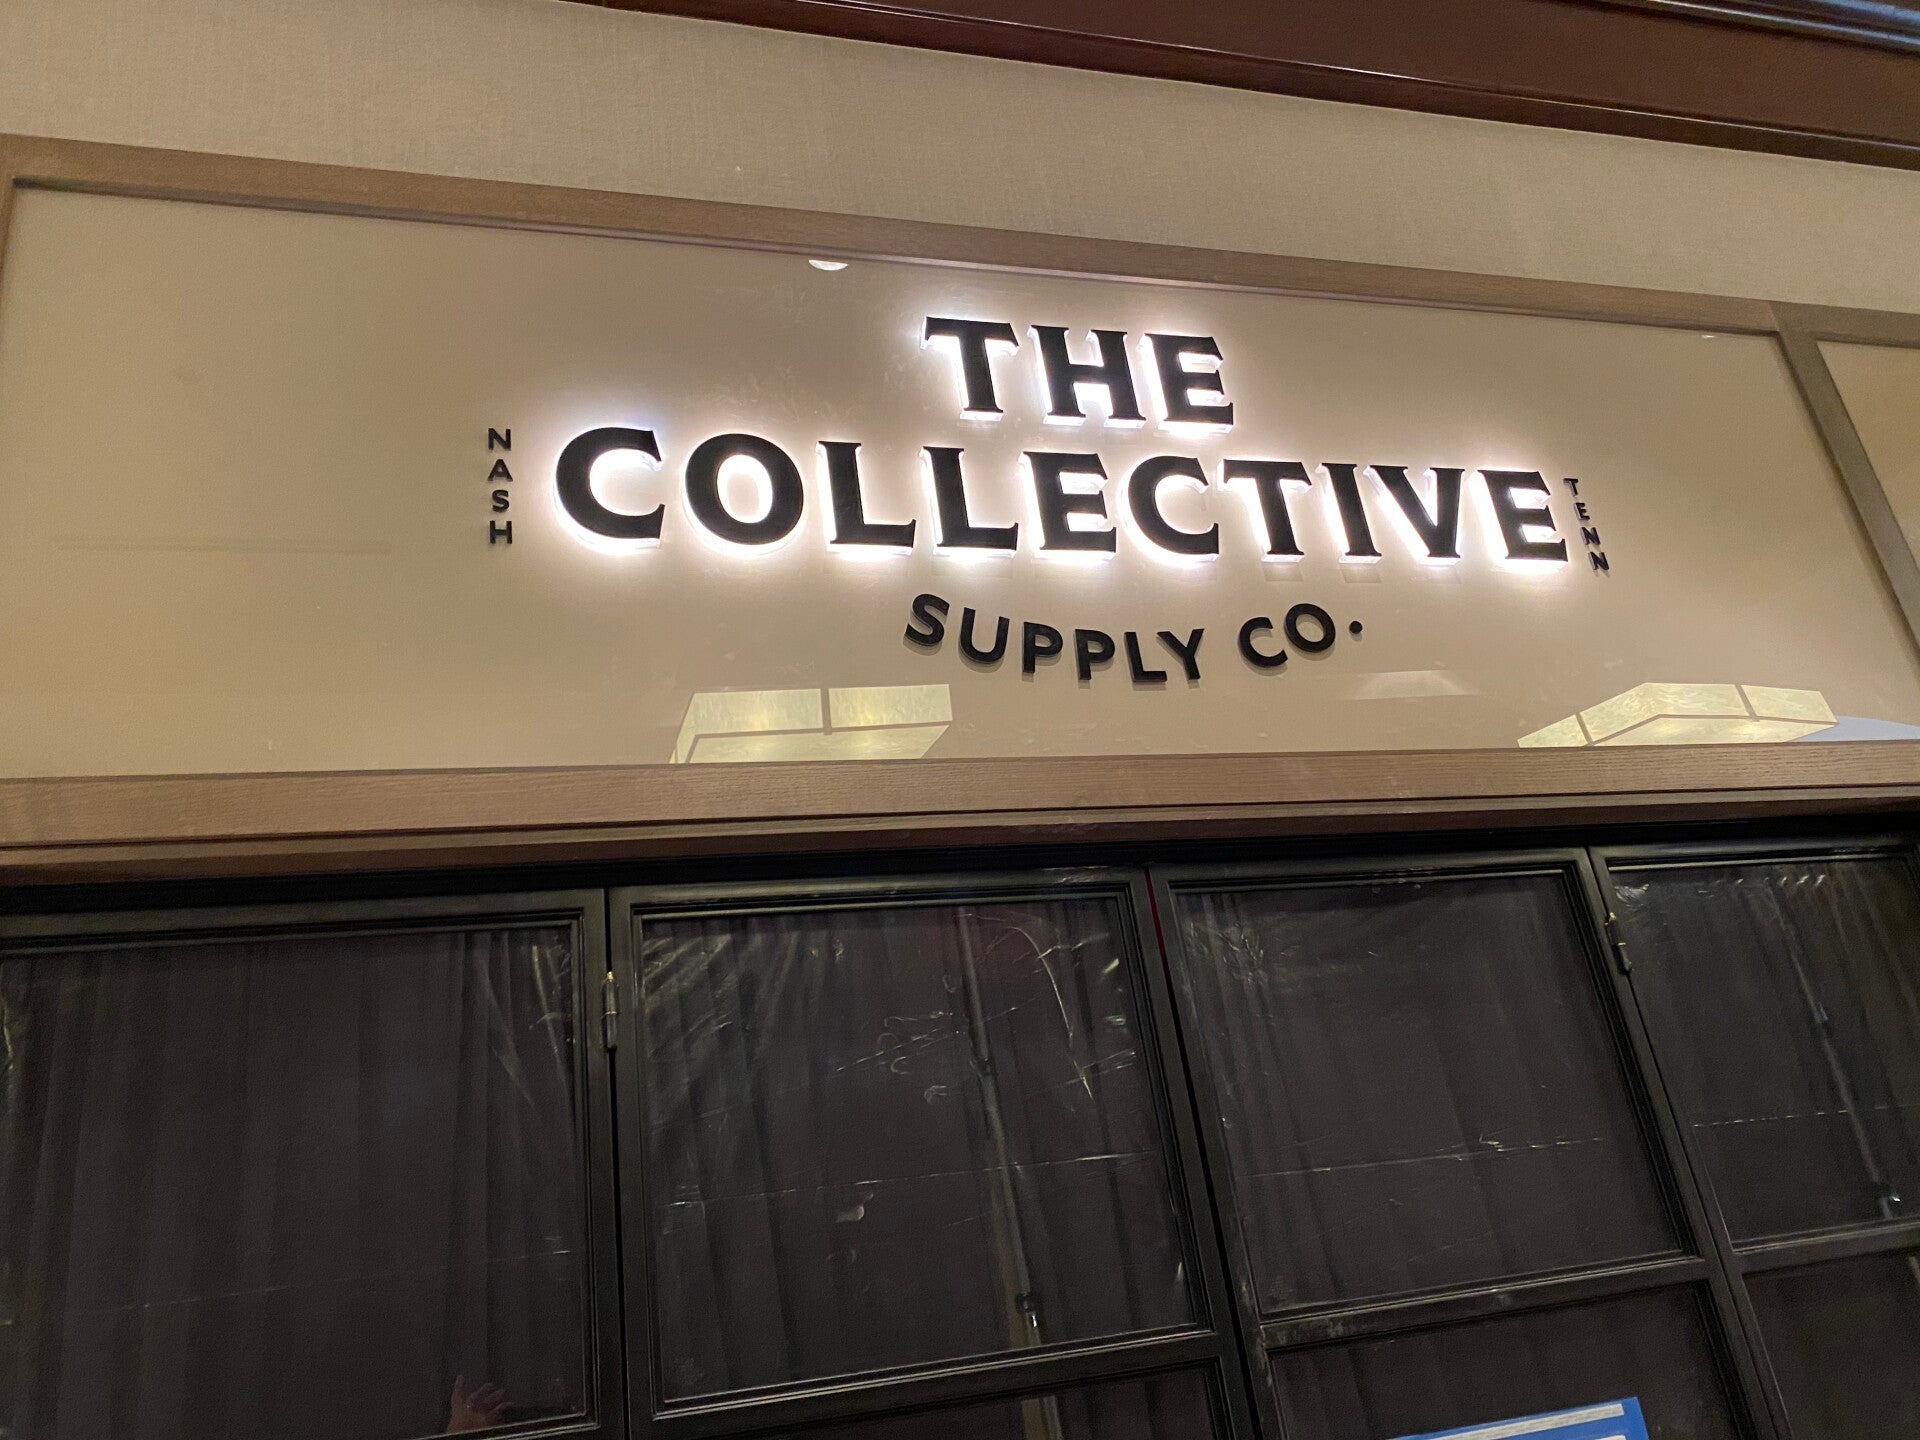 THE
NASH COLLECTIVE TENN
SUPPLY CO.